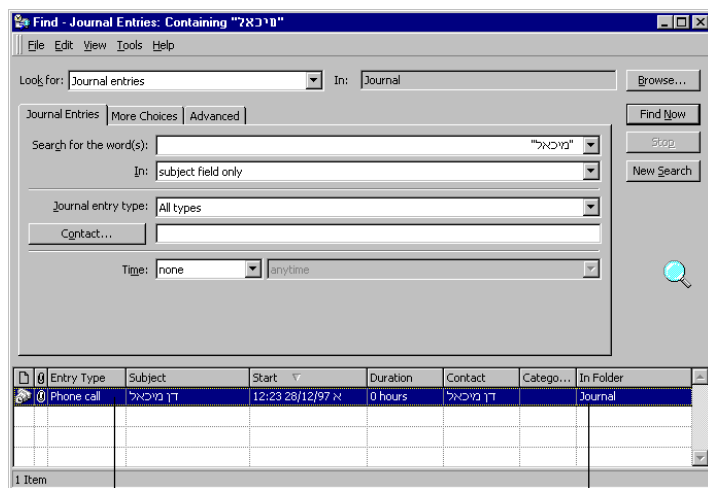 Find - Journal Entries: Containing "מיכאל"
File Edit View Tools Help
Look for: Journal entries In: Journal Browse...
Journal Entries More Choices Advanced Find Now
Search for the word(s): "מיכאל" Stop
In: subject field only New Search
Journal entry type: All types
Contact...
Time: none anytime
Entry Type Subject Start Duration Contact Catego... In Folder
Phone call דן מיכאל א 28/12/97 12:23 0 hours דן מיכאל Journal
1 Item